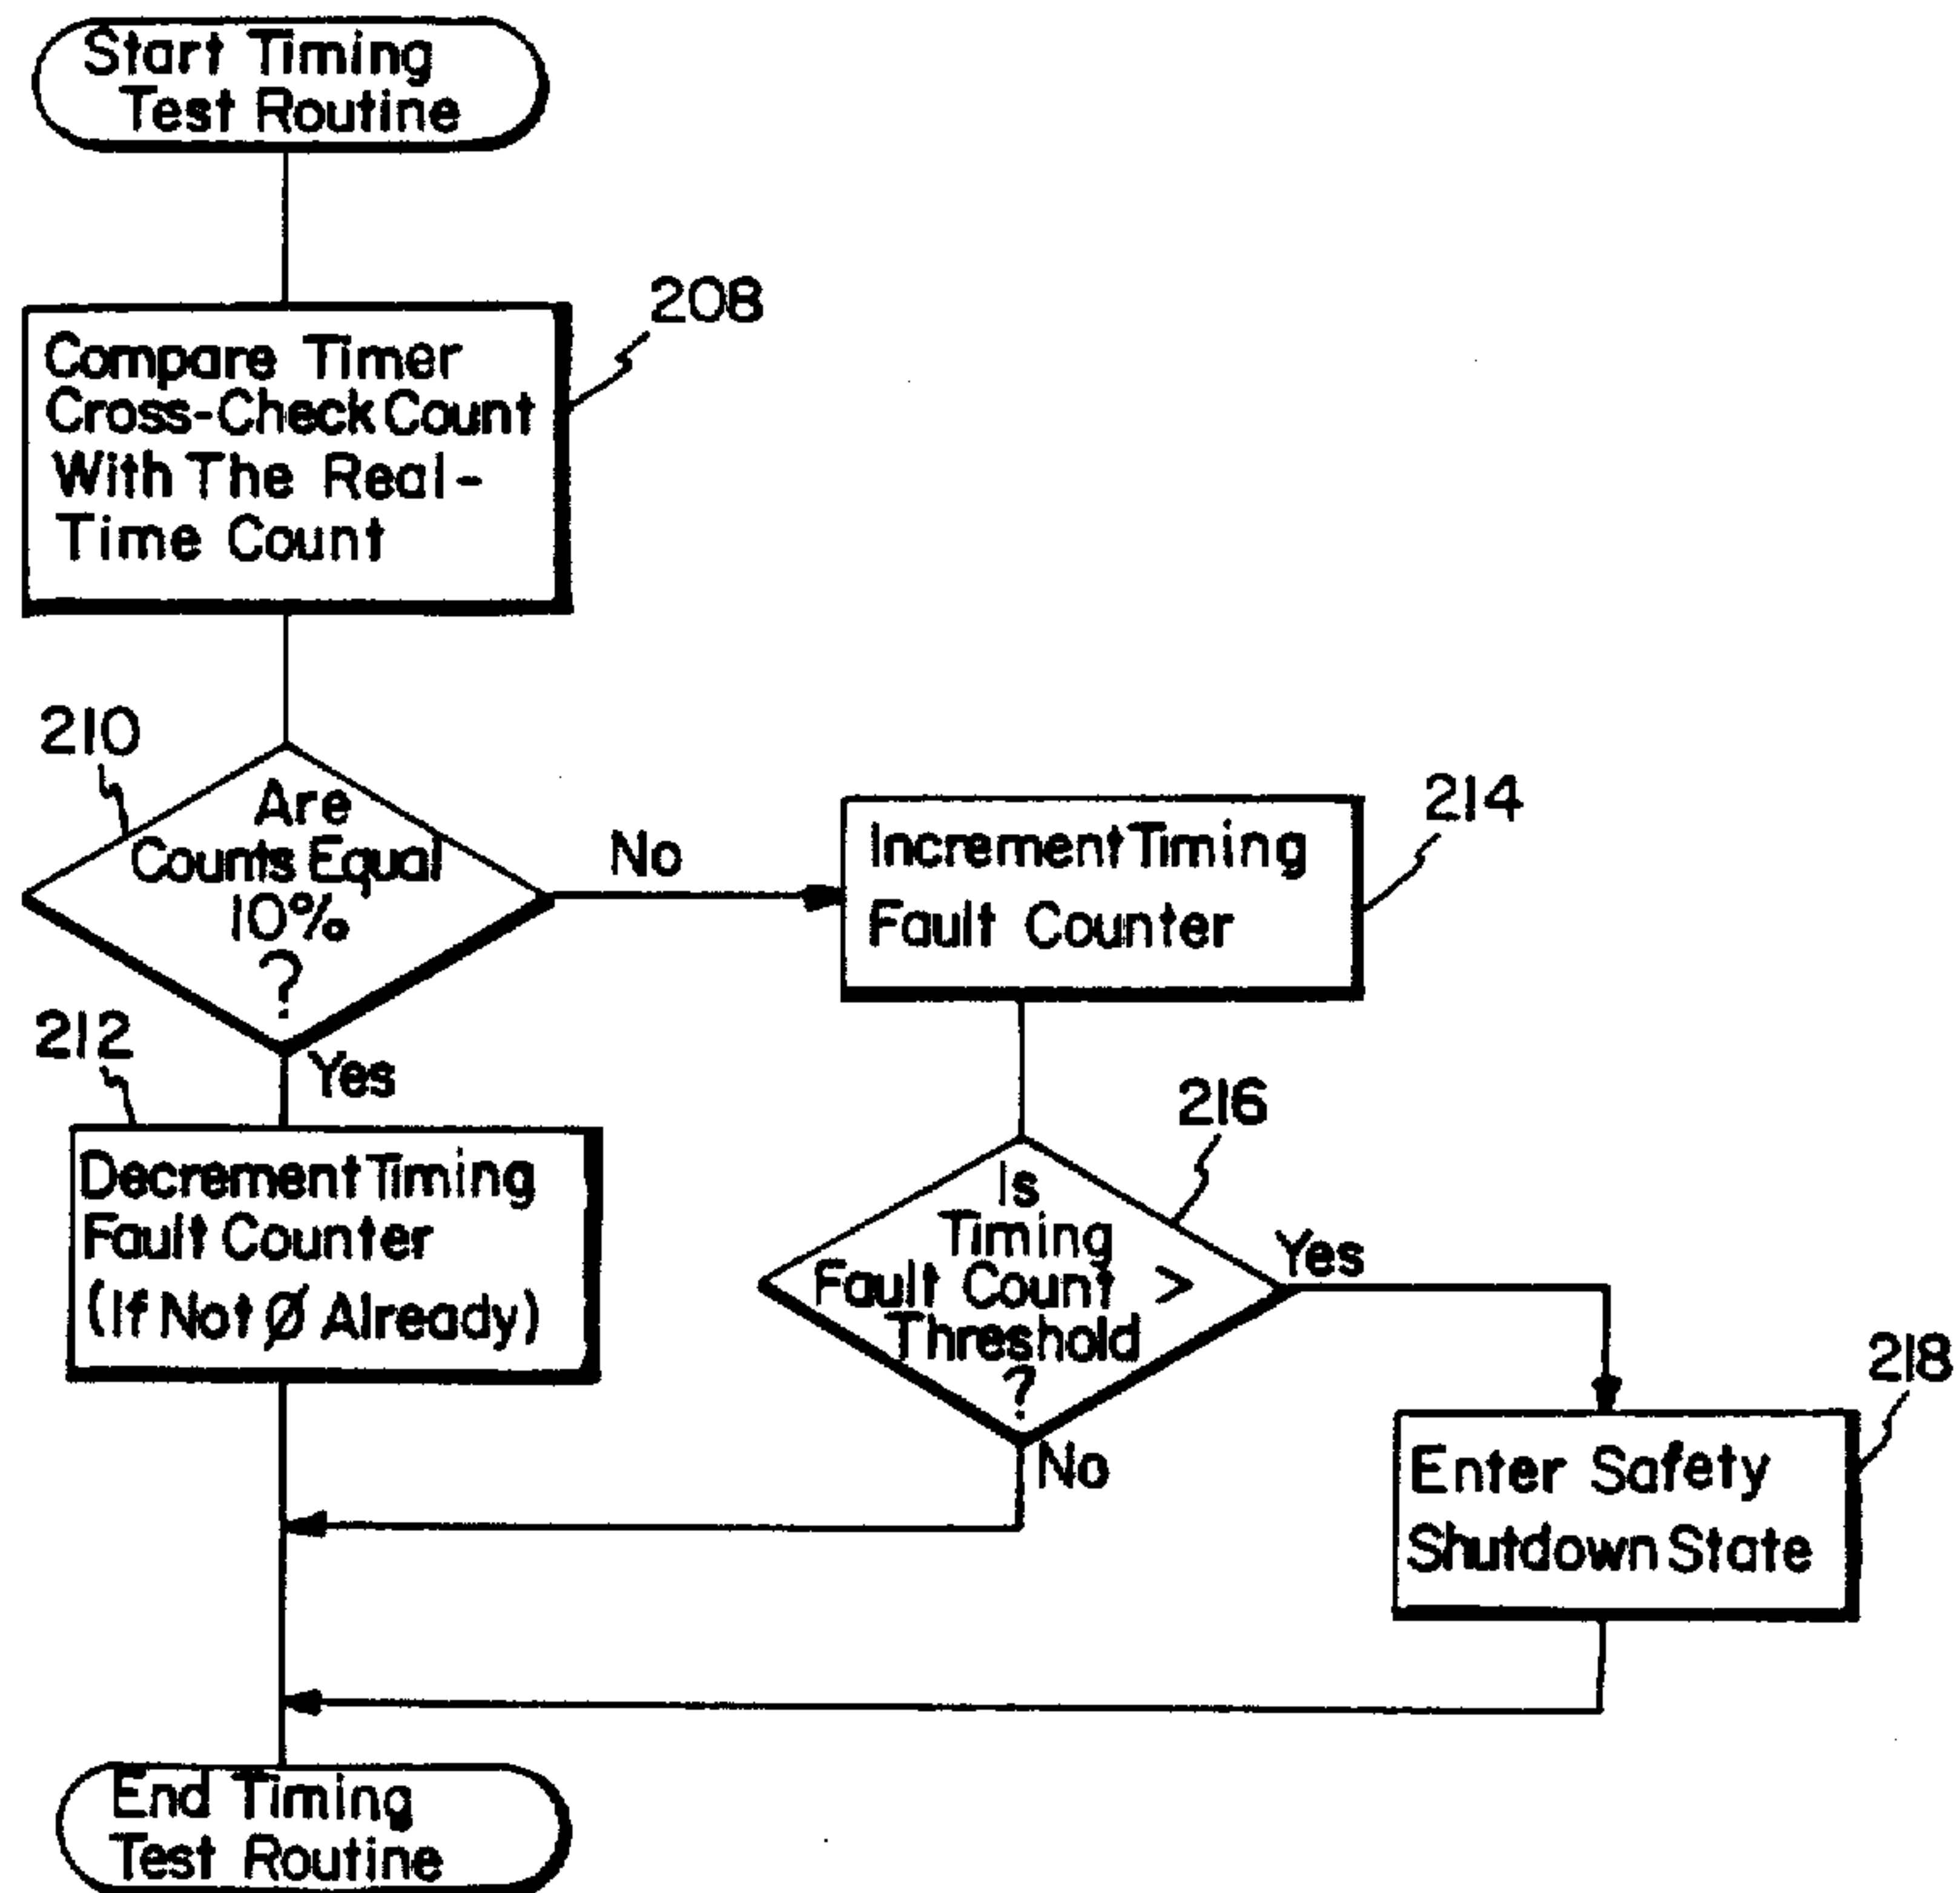 Start Timing
Test Routine
208
Compare Timer
Cross-Check Count
With The Real-
Time Count
210
Are
Counts Equal
10%
?
No
214
Increment Timing
Fault Counter
212
Yes
Decrement Timing
Fault Counter
(If Not Ø Already)
216
Is
Timing
Fault Count >
Threshold
?
Yes
No
218
Enter Safety
Shutdown State
End Timing
Test Routine